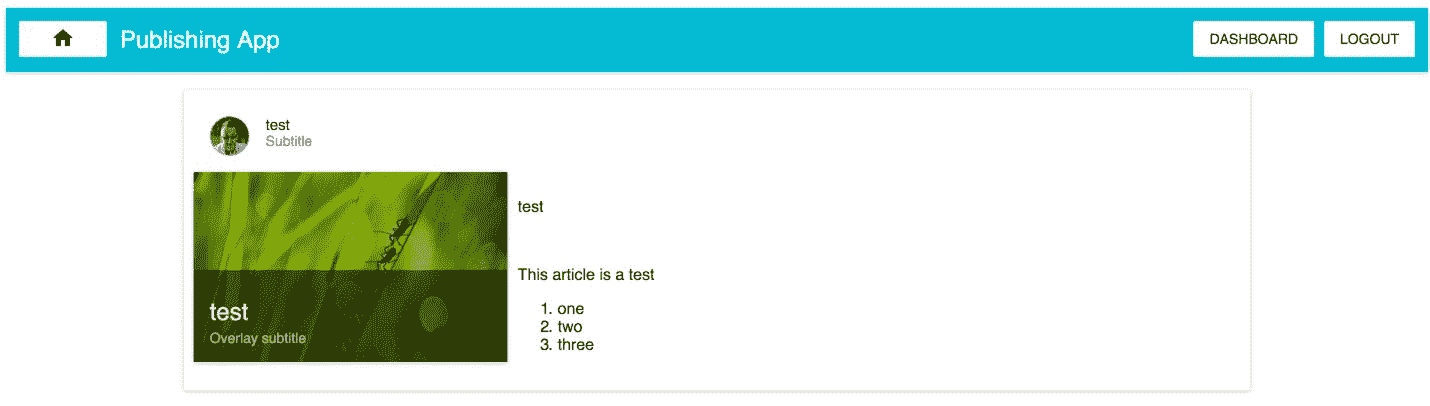 Publishing App
DASHBOARD
LOGOUT
test
Subtitle
test
Overlay subtitle
test
This article is a test
1. one
2. two
3. three